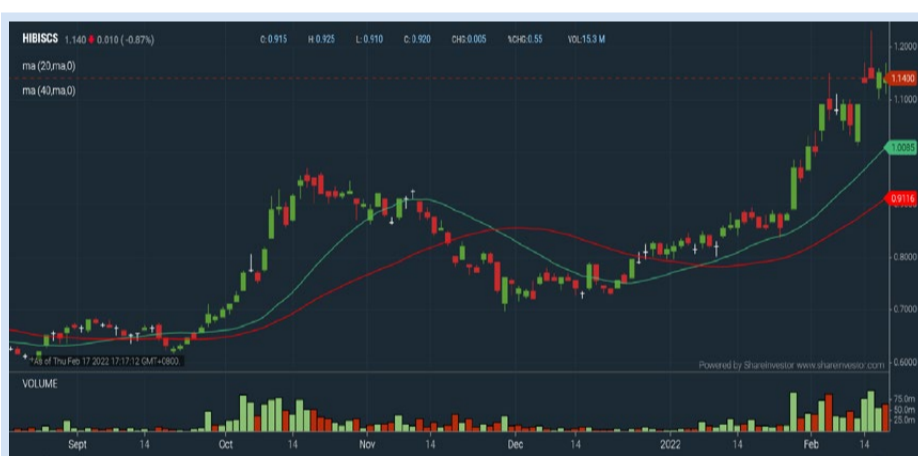 HIBISCS 1.140 0.010 (-0.87%) O:0.915 H:0.925 L:0.910 C:0.920 CHG:0.005 %CHG:0.55 VOL:15.3 M
ma (20,ma,0)
ma (40,ma,0)
1.2000
1.1400
1.1000
1.0085
0.9116
0.8000
0.7000
0.6000
*As of Thu Feb 17 2022 17:17:12 GMT+0800.
Powered by ShareInvestor www.shareinvestor.com
VOLUME
75.0m
50.0m
25.0m
Sept 14 Oct 14 Nov 14 Dec 14 2022 14 Feb 14